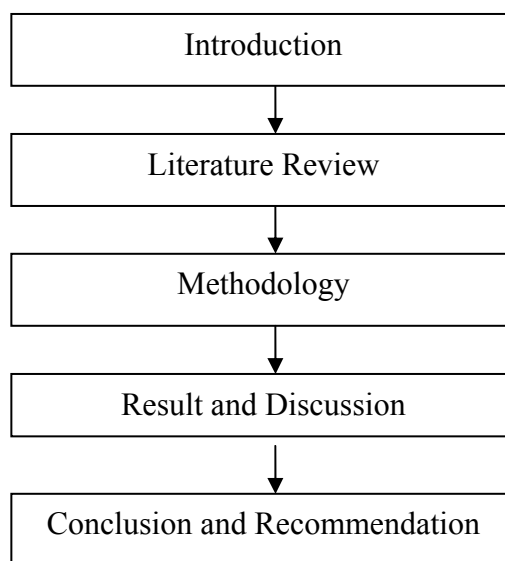 Introduction
Literature Review
Methodology
Result and Discussion
Conclusion and Recommendation